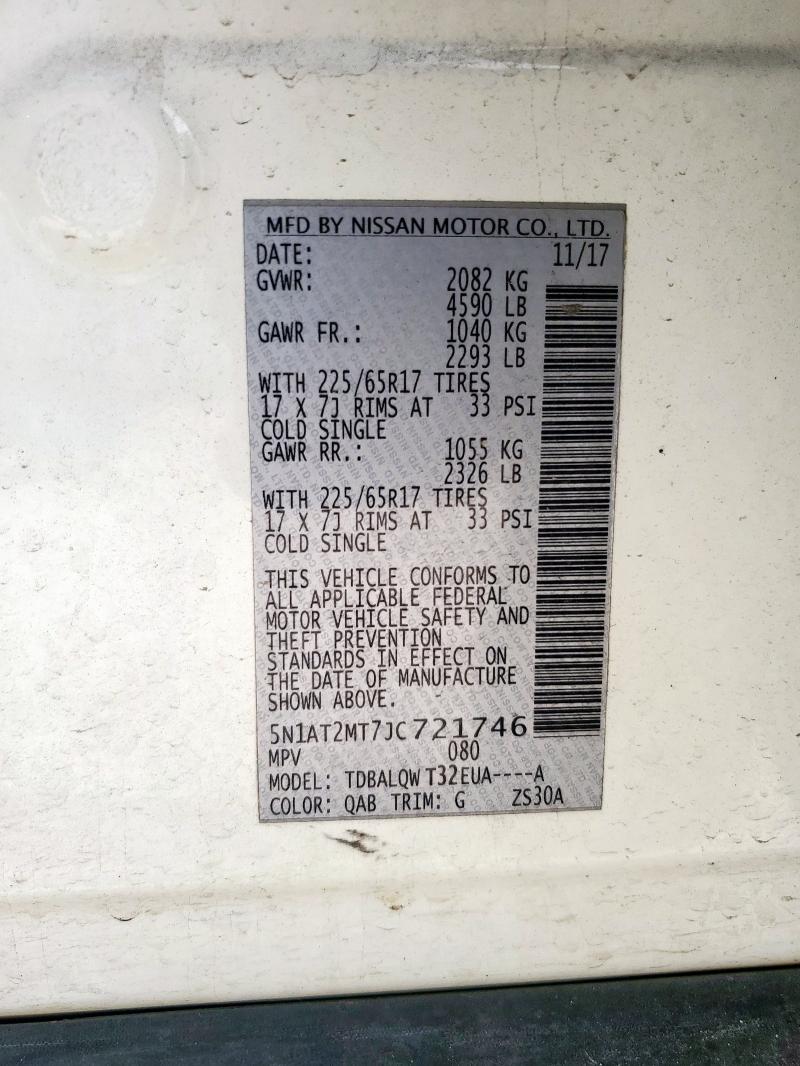 MFD BY NISSAN MOTOR CO., LTD.
DATE: 11/17
GVWR: 2082 KG
4590 LB
GAWR FR.: 1040 KG
2293 LB
WITH 225/65R17 TIRES
17 X 7J RIMS AT 33 PSI
COLD SINGLE
GAWR RR.: 1055 KG
2326 LB
WITH 225/65R17 TIRES
17 X 7J RIMS AT 33 PSI
COLD SINGLE
THIS VEHICLE CONFORMS TO
ALL APPLICABLE FEDERAL
MOTOR VEHICLE SAFETY AND
THEFT PREVENTION
STANDARDS IN EFFECT ON
THE DATE OF MANUFACTURE
SHOWN ABOVE.
5N1AT2MT7JC721746
MPV 080
MODEL: TDBALQW T32EUA----A
COLOR: QAB TRIM: G ZS30A